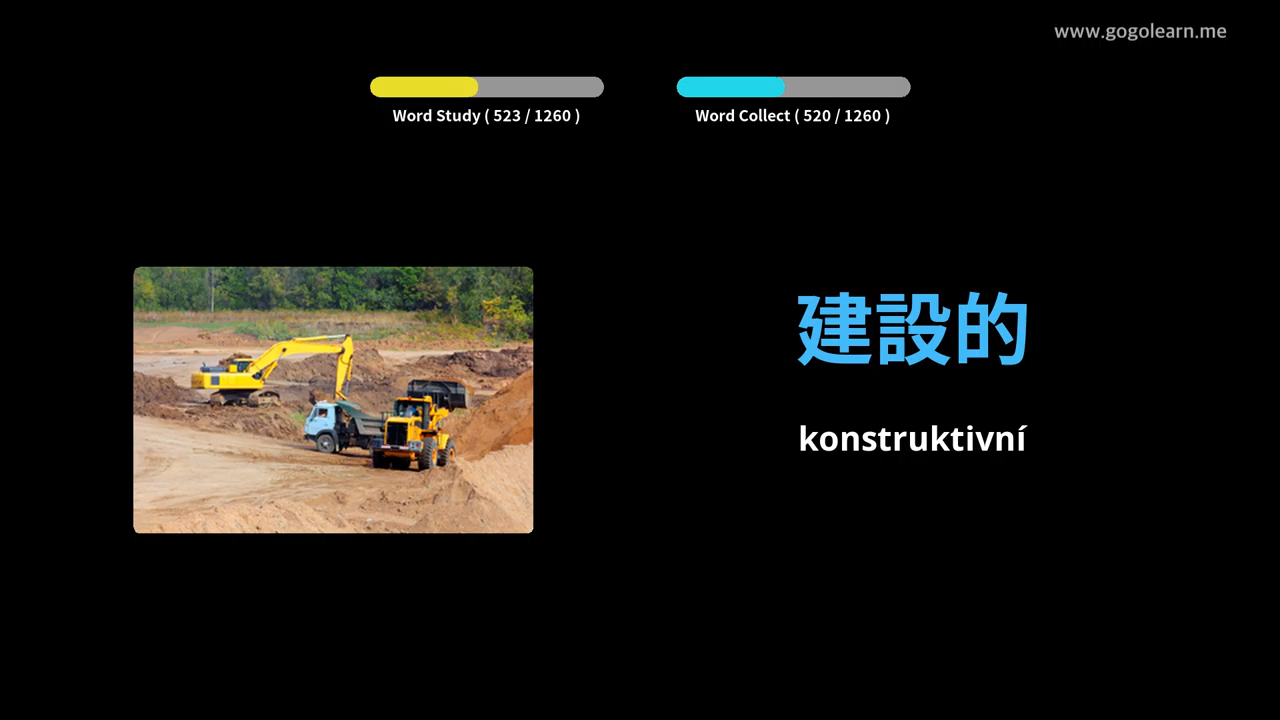 www.gogolearn.me
Word Study ( 523 / 1260 )
Word Collect ( 520 / 1260 )
建設的
konstruktivní